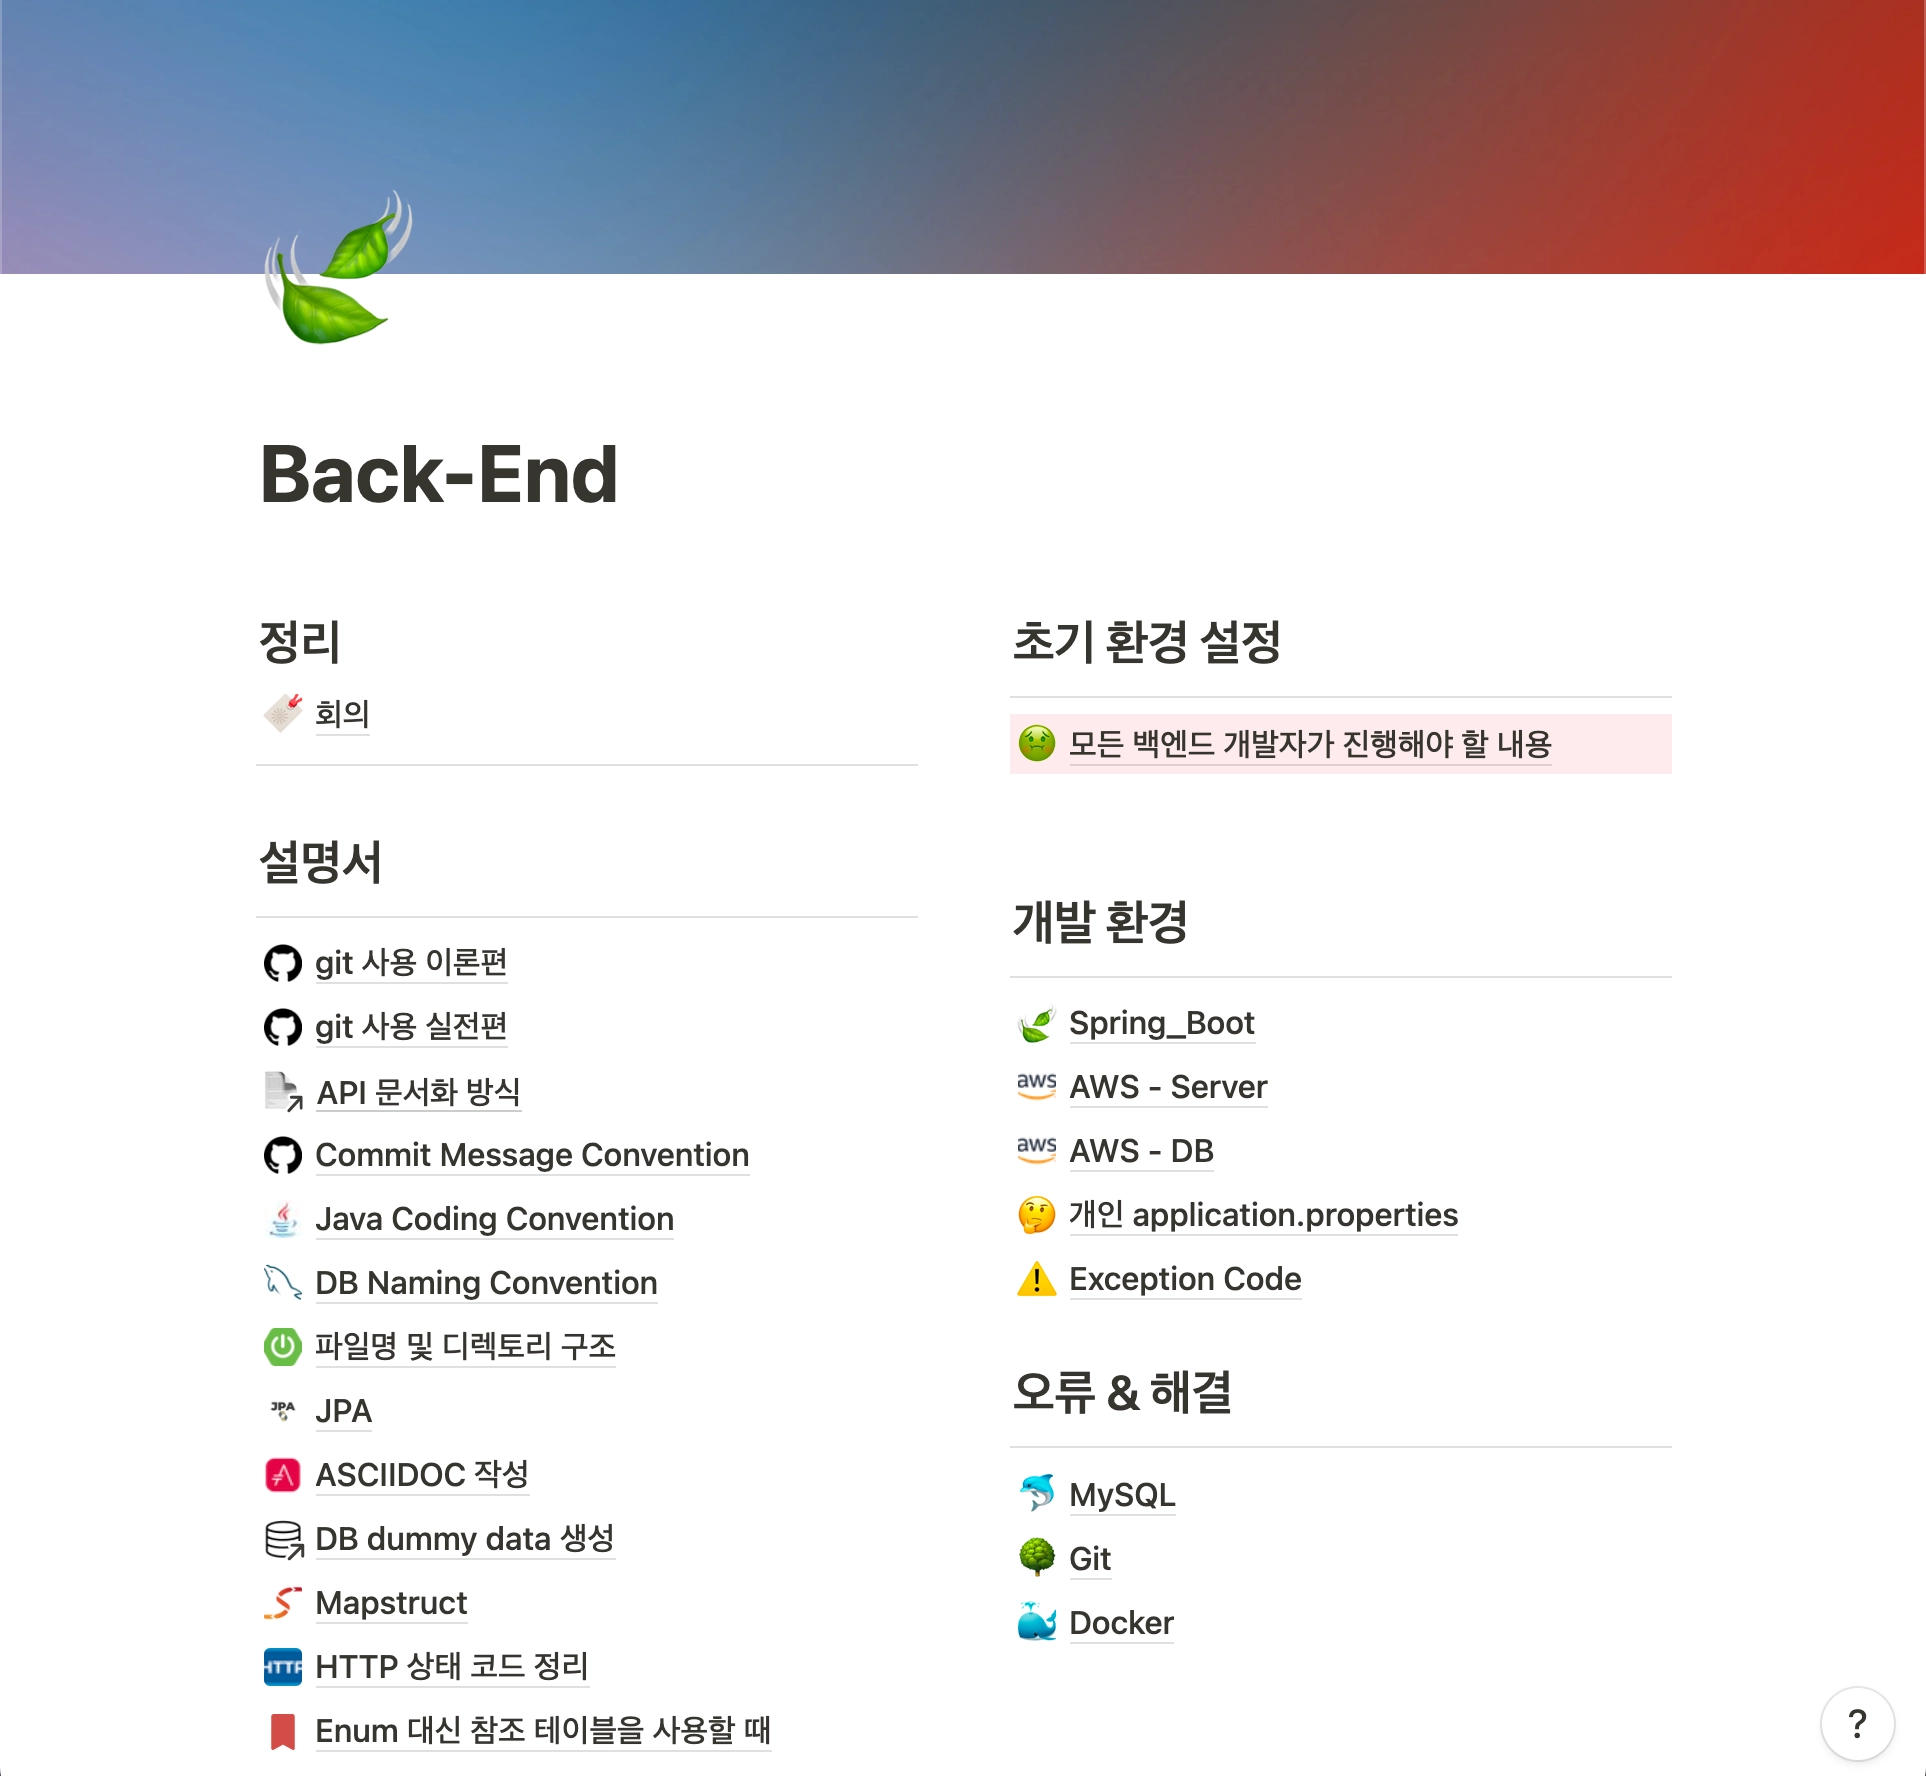 Back-End
정리
회의
설명서
git 사용 이론편
git 사용 실전편
API 문서화 방식
Commit Message Convention
Java Coding Convention
DB Naming Convention
파일명 및 디렉토리 구조
JPA
JPA
ASCIIDOC 작성
DB dummy data 생성
Mapstruct
HTTP
HTTP 상태 코드 정리
Enum 대신 참조 테이블을 사용할 때
초기 환경 설정
모든 백엔드 개발자가 진행해야 할 내용
개발 환경
Spring_Boot
aws
AWS - Server
aws
AWS - DB
개인 application.properties
Exception Code
오류 & 해결
MySQL
Git
Docker
?